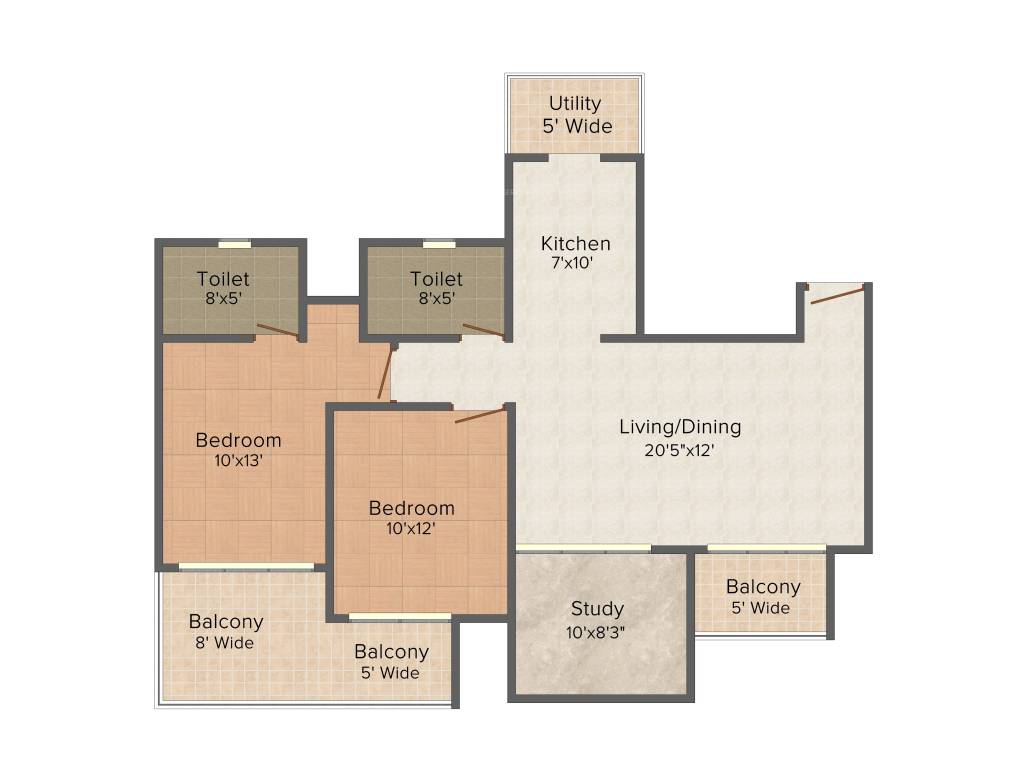 Utility
5' Wide
Kitchen
7'x10'
Toilet
8'x5'
Toilet
8'x5'
Living/Dining
20'5"x12'
Bedroom
10'x13'
Bedroom
10'x12'
Balcony
5' Wide
Study
10'x8'3"
Balcony
8' Wide
Balcony
5' Wide